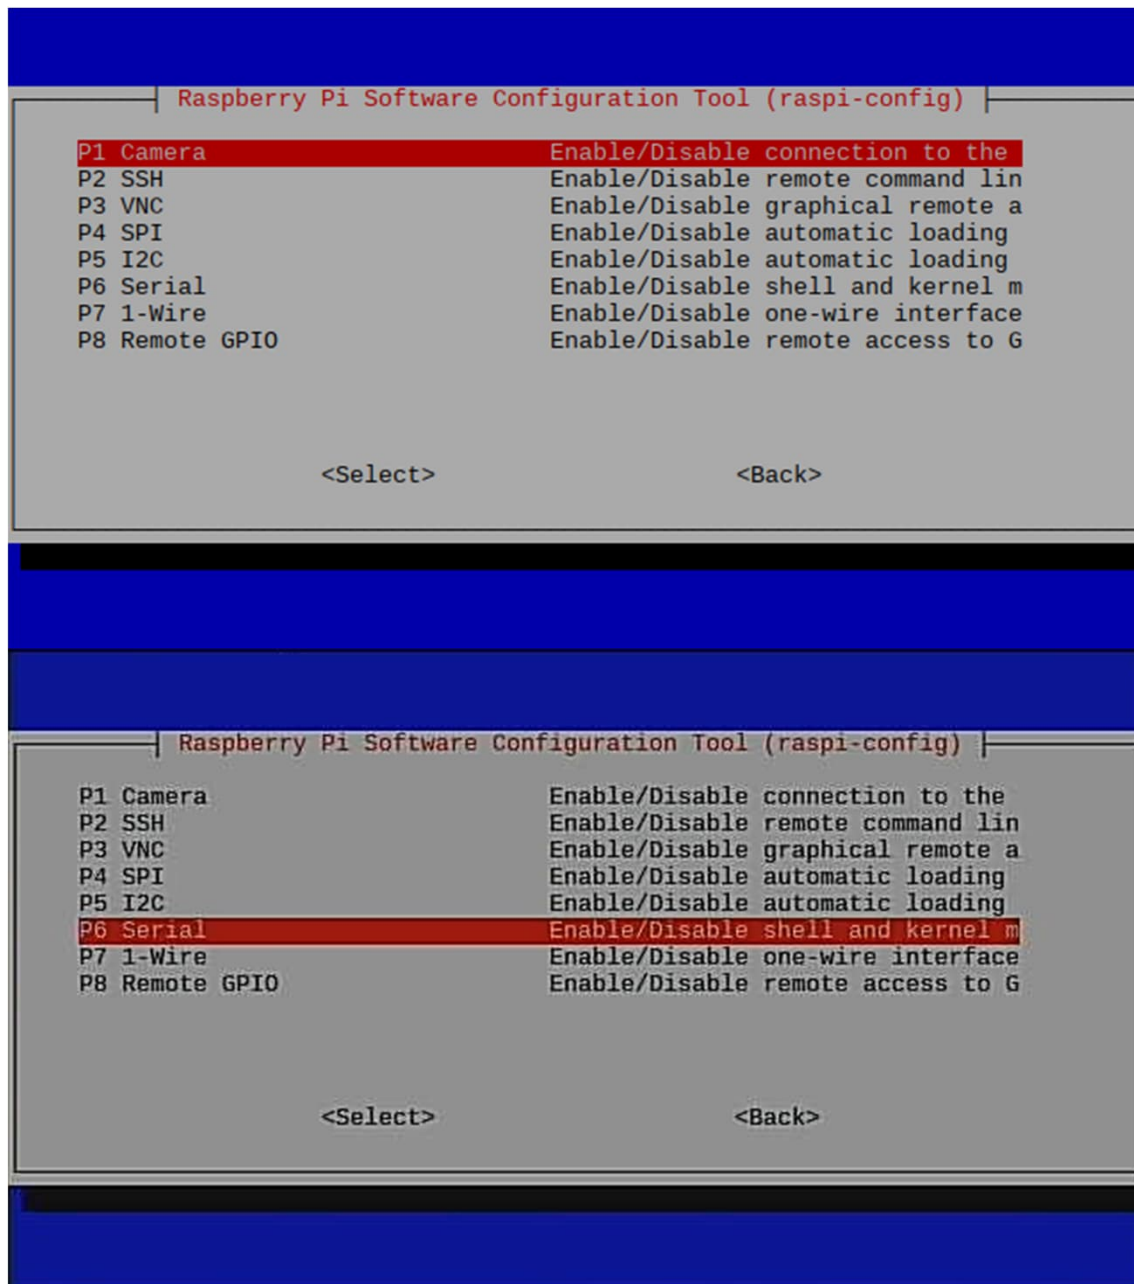 Raspberry Pi Software Configuration Tool (raspi-config)
P1 Camera Enable/Disable connection to the
P2 SSH Enable/Disable remote command lin
P3 VNC Enable/Disable graphical remote a
P4 SPI Enable/Disable automatic loading
P5 I2C Enable/Disable automatic loading
P6 Serial Enable/Disable shell and kernel m
P7 1-Wire Enable/Disable one-wire interface
P8 Remote GPIO Enable/Disable remote access to G
<Select> <Back>
Raspberry Pi Software Configuration Tool (raspi-config)
P1 Camera Enable/Disable connection to the
P2 SSH Enable/Disable remote command lin
P3 VNC Enable/Disable graphical remote a
P4 SPI Enable/Disable automatic loading
P5 I2C Enable/Disable automatic loading
P6 Serial Enable/Disable shell and kernel m
P7 1-Wire Enable/Disable one-wire interface
P8 Remote GPIO Enable/Disable remote access to G
<Select> <Back>